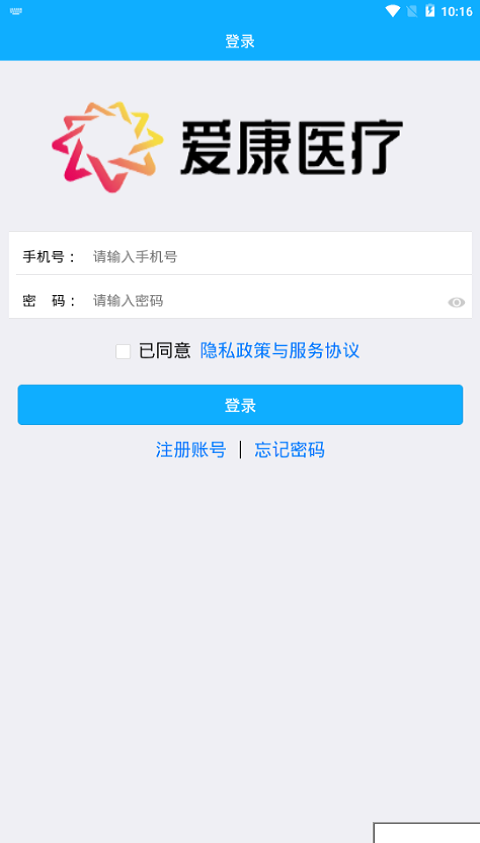 10:16
登录
爱康医疗
手机号： 请输入手机号
密 码： 请输入密码
已同意 隐私政策与服务协议
登录
注册账号 | 忘记密码